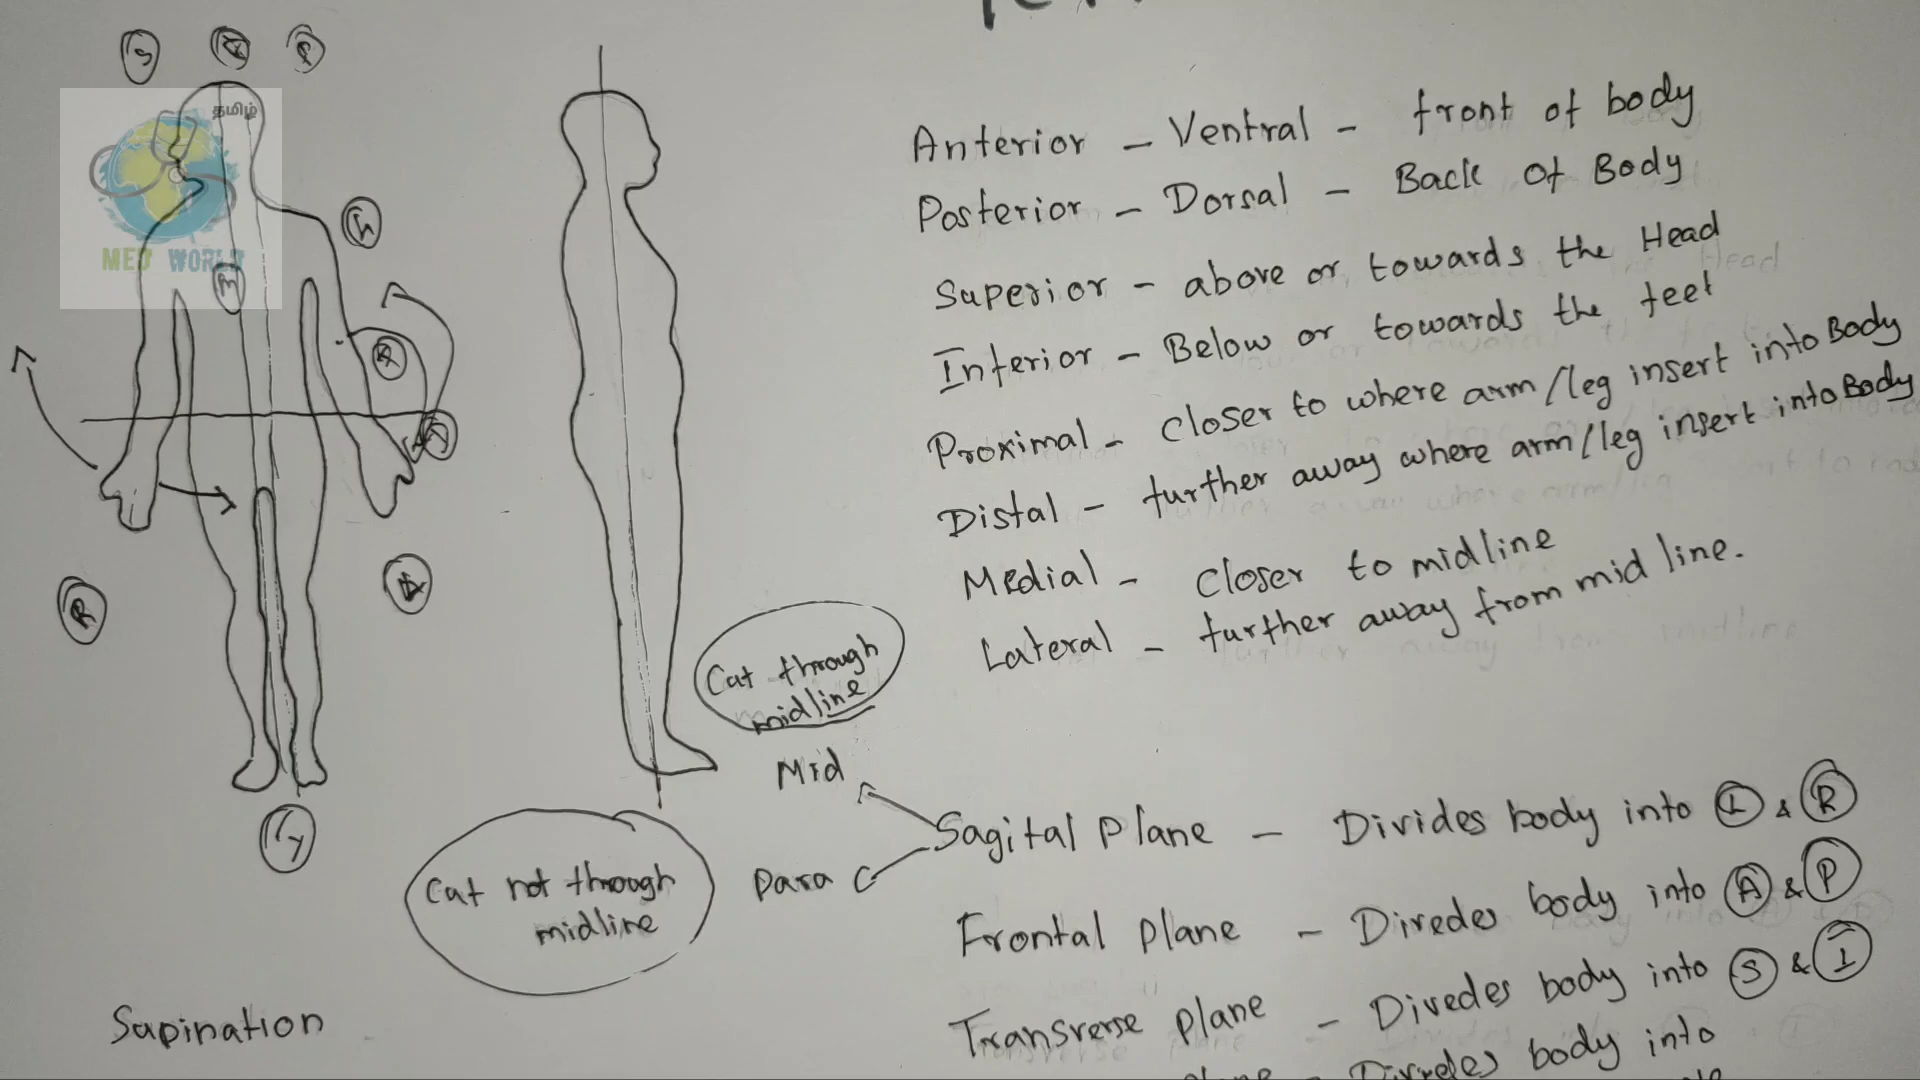 தமிழ்
MED WORLD
S
M
R
Anterior - Ventral - front of body
Posterior - Dorsal - Back of Body
Superior - above or towards the Head
Inferior - Below or towards the feet
Proximal - closer to where arm/leg insert into Body
Distal - further away where arm/leg insert into Body
Medial - closer to midline
Lateral - further away from mid line.
Cut through
midline
Mid
Sagital plane - Divides body into L & R
Para
Cut not through
midline
Frontal plane - Diredes body into A & P
Transverse plane - Divedes body into S & I
Supination
plane - body into